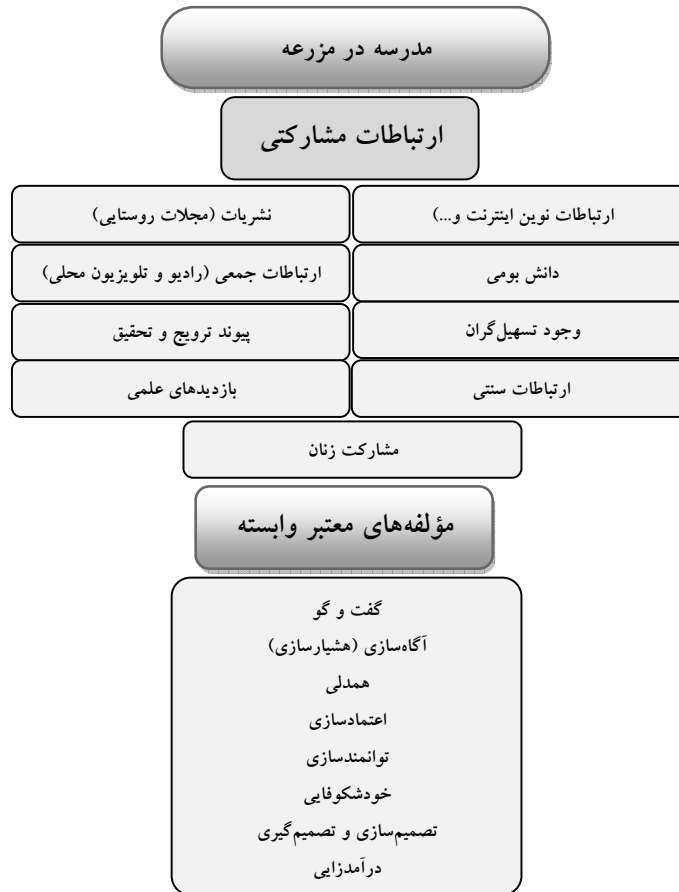 مدرسه در مزرعه
ارتباطات مشارکتی
ارتباطات نوین اینترنت و...)
نشریات (مجلات روستایی)
دانش بومی
ارتباطات جمعی (رادیو و تلویزیون محلی)
وجود تسهیل‌گران
پیوند ترویج و تحقیق
ارتباطات سنتی
بازدیدهای علمی
مشارکت زنان
مؤلفه‌های معتبر وابسته
گفت و گو
آگاه‌سازی (هشیارسازی)
همدلی
اعتمادسازی
توانمندسازی
خودشکوفایی
تصمیم‌سازی و تصمیم‌گیری
درآمدزایی